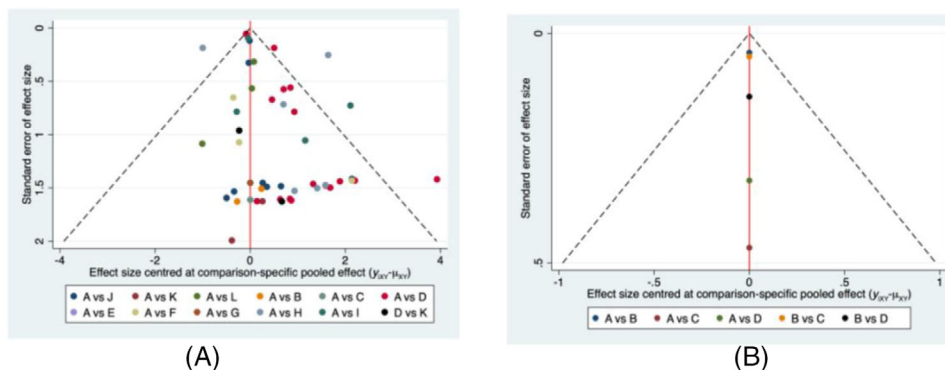 0
.5
1
1.5
2
Standard error of effect size
-4
-2
0
2
4
Effect size centred at comparison-specific pooled effect (yᵢXY-μXY)
A vs J
A vs K
A vs L
A vs B
A vs C
A vs D
A vs E
A vs F
A vs G
A vs H
A vs I
D vs K
(A)
0
.5
Standard error of effect size
-1
-.5
0
.5
1
Effect size centred at comparison-specific pooled effect (yᵢXY-μXY)
A vs B
A vs C
A vs D
B vs C
B vs D
(B)